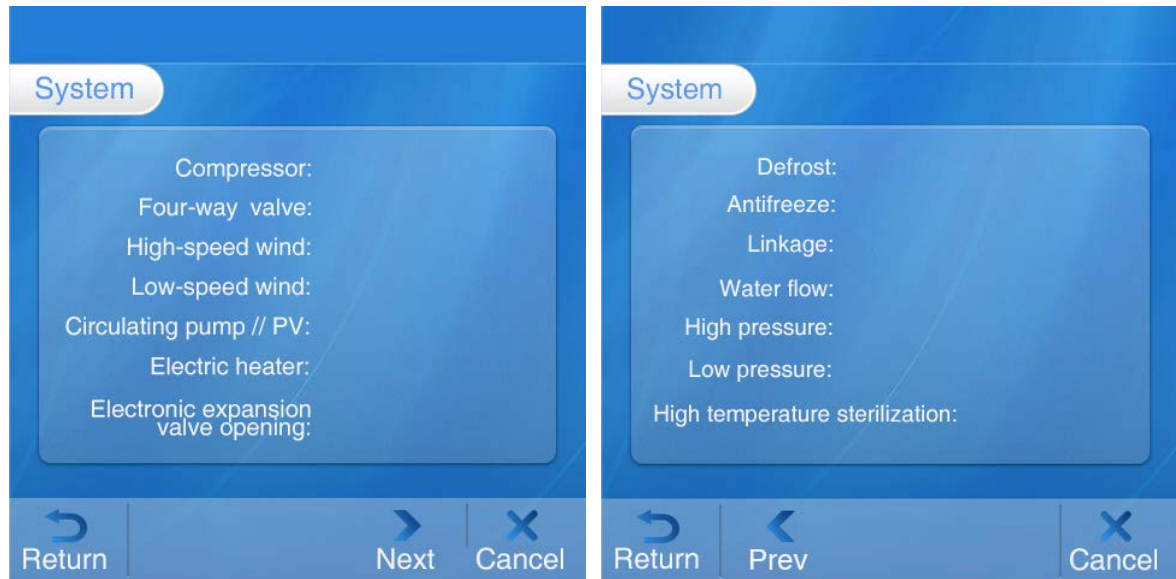 System
Compressor:
Four-way valve:
High-speed wind:
Low-speed wind:
Circulating pump // PV:
Electric heater:
Electronic expansion
valve opening:
Return
Next
Cancel
System
Defrost:
Antifreeze:
Linkage:
Water flow:
High pressure:
Low pressure:
High temperature sterilization:
Return
Prev
Cancel